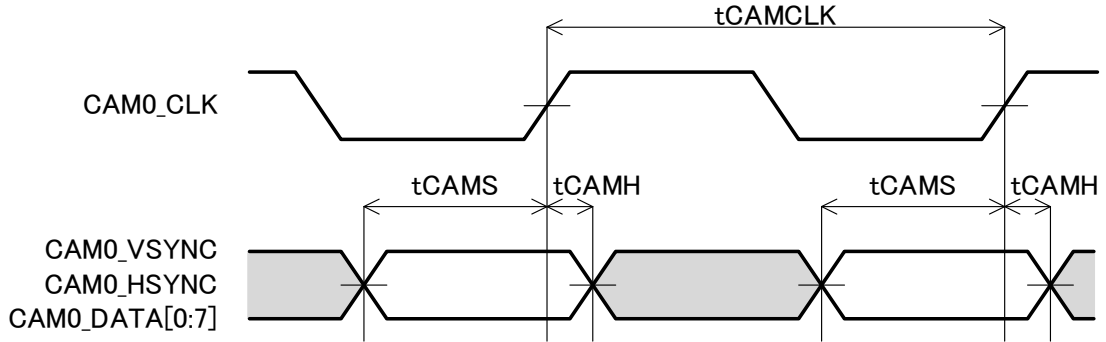 tCAMCLK
CAM0_CLK
tCAMS tCAMH tCAMS tCAMH
CAM0_VSYNC
CAM0_HSYNC
CAM0_DATA[0:7]